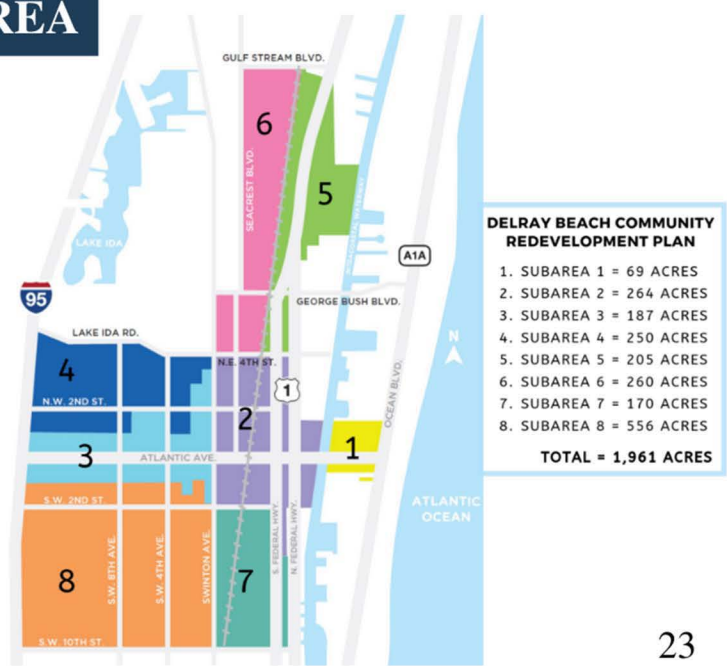 REA
GULF STREAM BLVD.
6
SEACREST BLVD.
5
INTRACOASTAL WATERWAY
LAKE IDA
A1A
95
GEORGE BUSH BLVD.
LAKE IDA RD.
N
N.E. 4TH ST.
4
1
OCEAN BLVD.
N.W. 2ND ST.
2
3
ATLANTIC AVE.
1
S.W. 2ND ST.
ATLANTIC
OCEAN
S.W. 8TH AVE.
S.W. 4TH AVE.
SWINTON AVE.
S. FEDERAL HWY.
N. FEDERAL HWY.
8
7
S.W. 10TH ST.
DELRAY BEACH COMMUNITY
REDEVELOPMENT PLAN
1. SUBAREA 1 = 69 ACRES
2. SUBAREA 2 = 264 ACRES
3. SUBAREA 3 = 187 ACRES
4. SUBAREA 4 = 250 ACRES
5. SUBAREA 5 = 205 ACRES
6. SUBAREA 6 = 260 ACRES
7. SUBAREA 7 = 170 ACRES
8. SUBAREA 8 = 556 ACRES
TOTAL = 1,961 ACRES
23